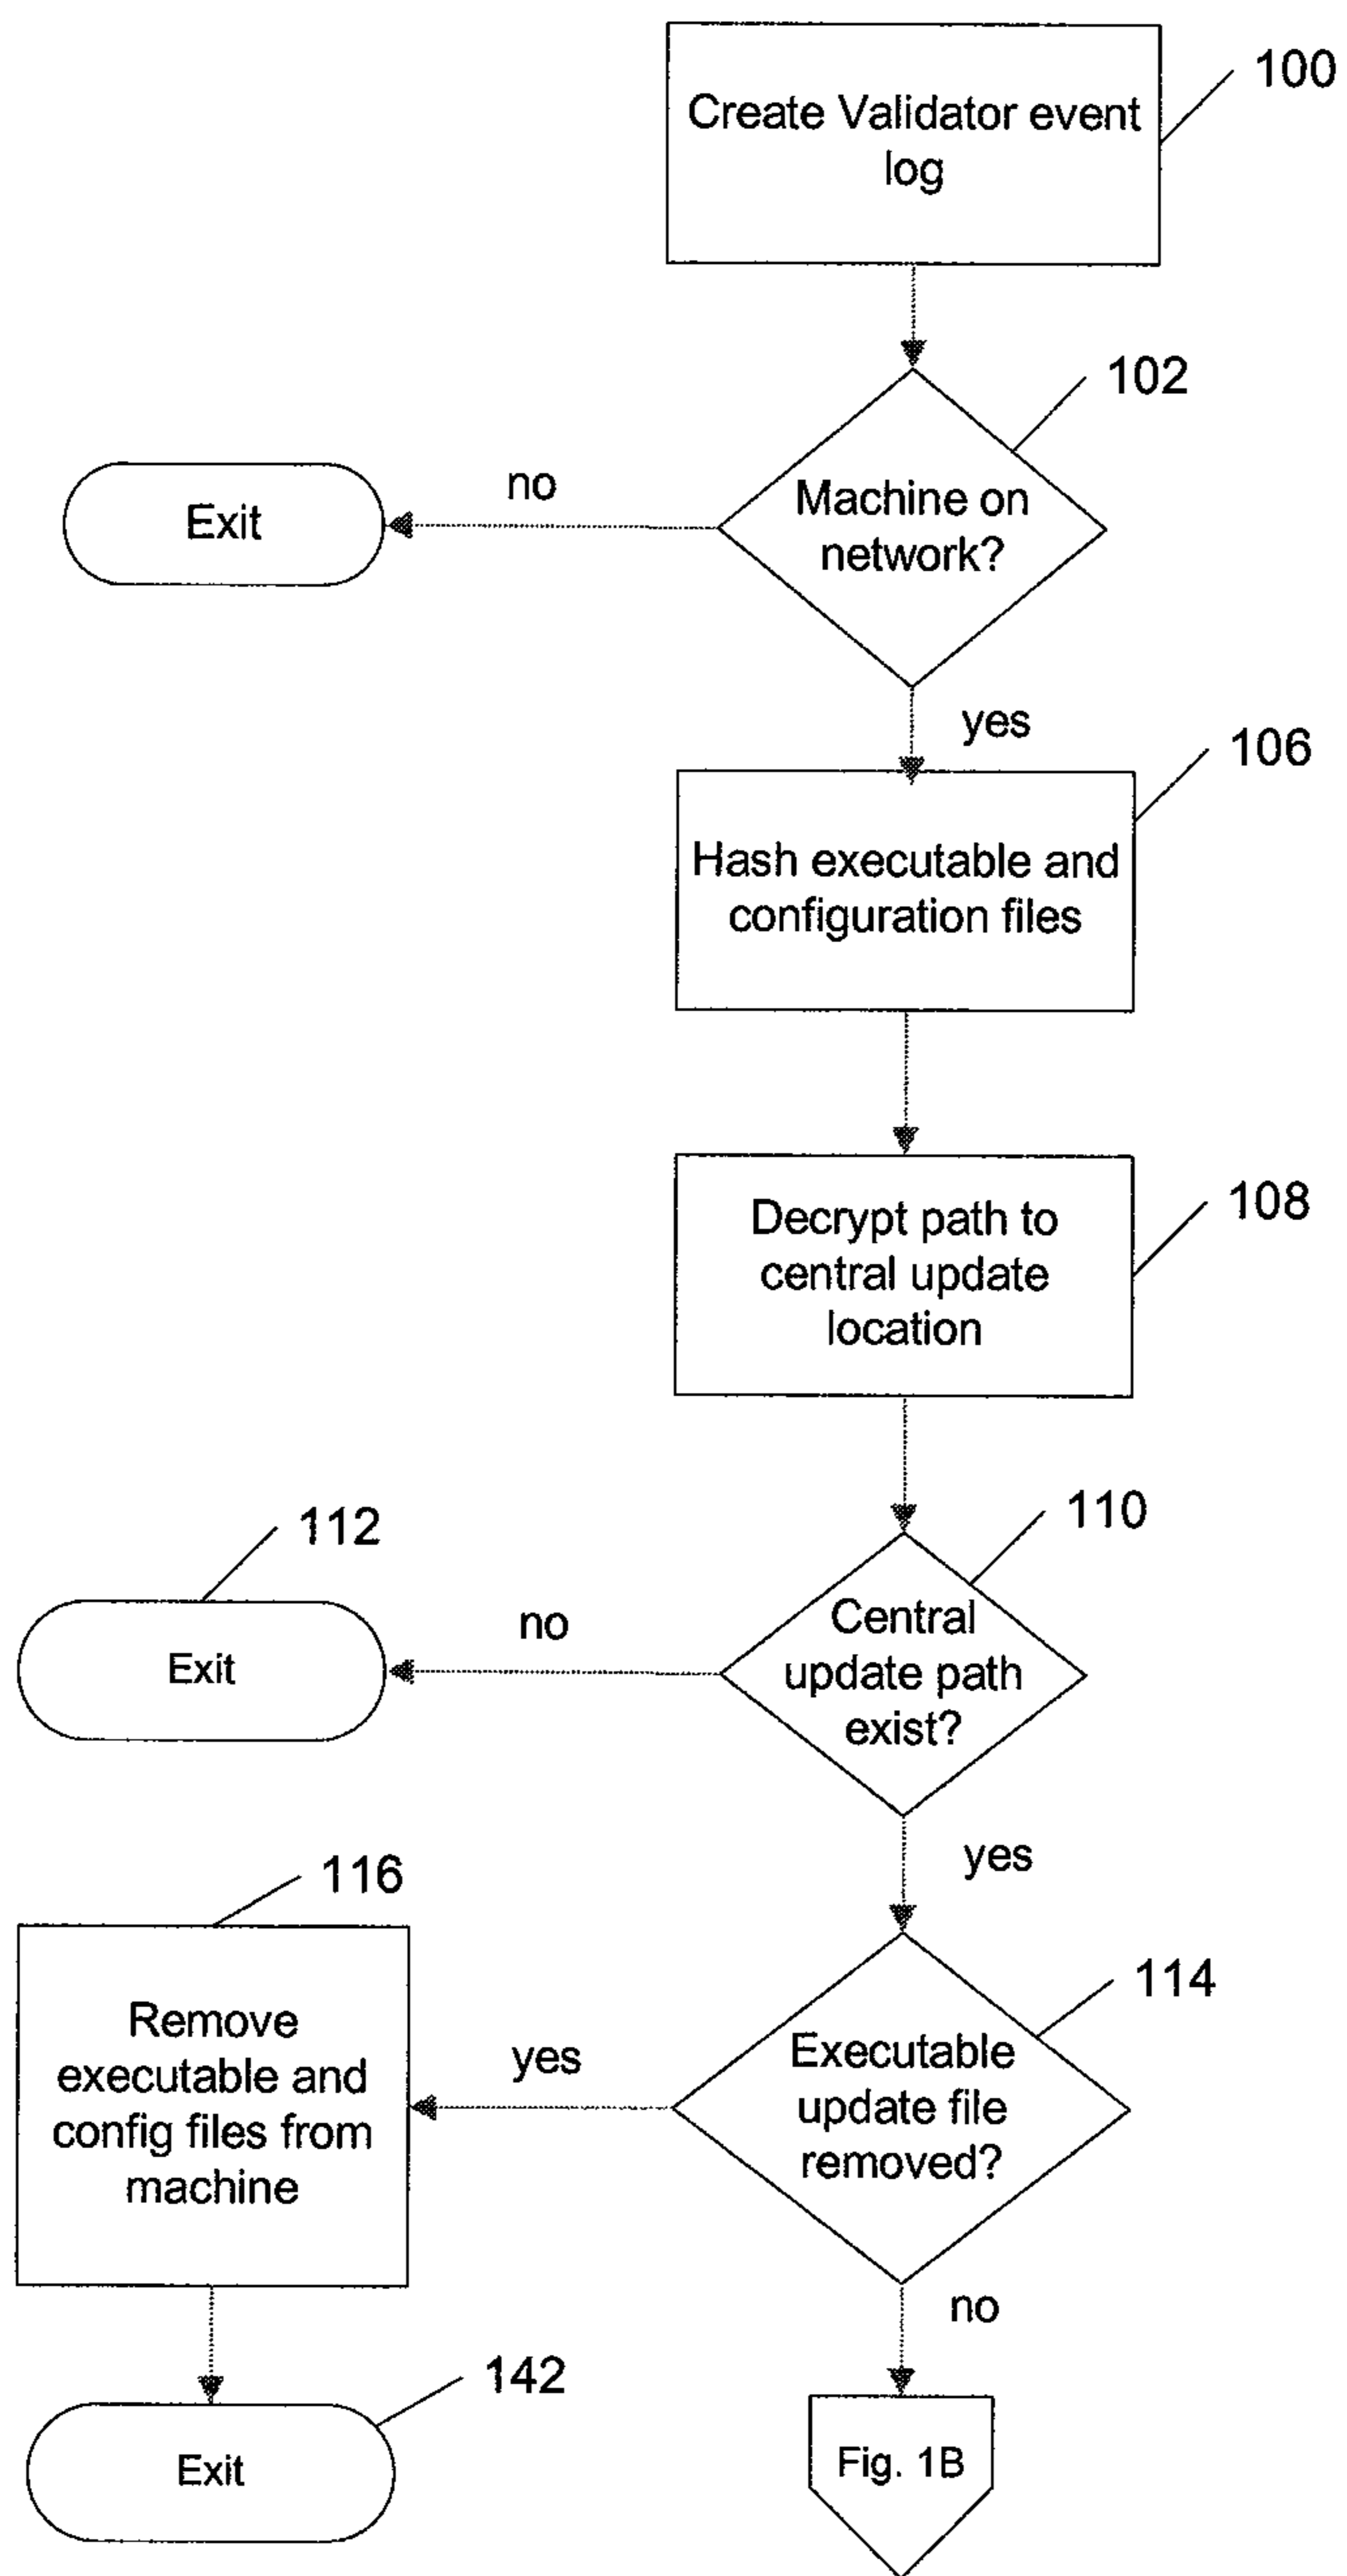 100
Create Validator event
log
102
Machine on
network?
no
Exit
yes
106
Hash executable and
configuration files
108
Decrypt path to
central update
location
110
Central
update path
exist?
no
112
Exit
yes
114
Executable
update file
removed?
yes
116
Remove
executable and
config files from
machine
no
142
Exit
Fig. 1B